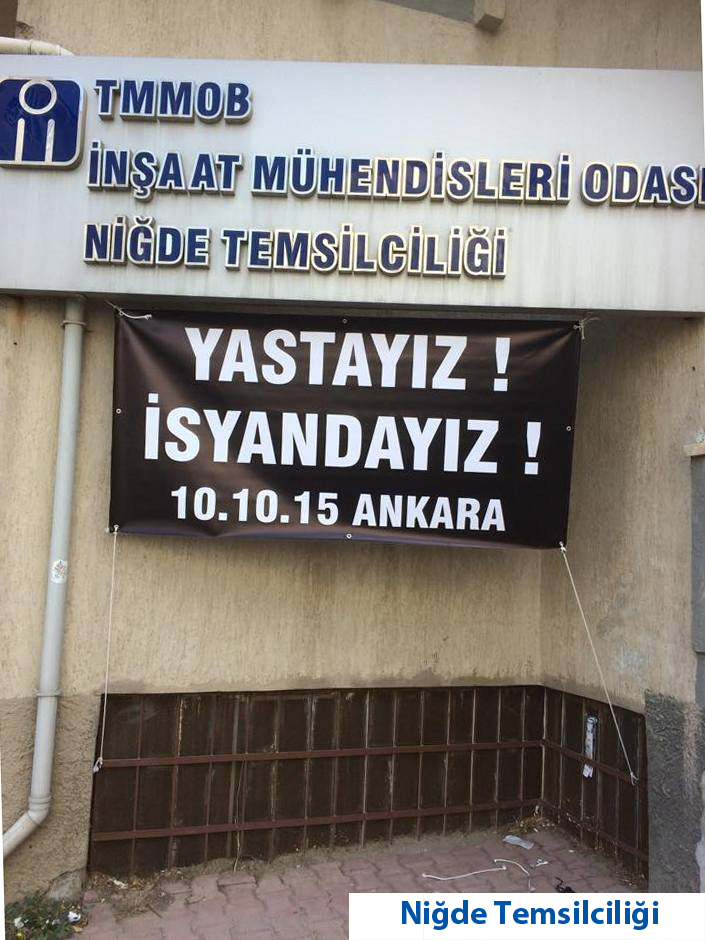 TMMOB
İNŞAAT MÜHENDİSLERİ ODASI
NİĞDE TEMSİLCİLİĞİ
YASTAYIZ !
İSYANDAYIZ !
10.10.15 ANKARA
Niğde Temsilciliği